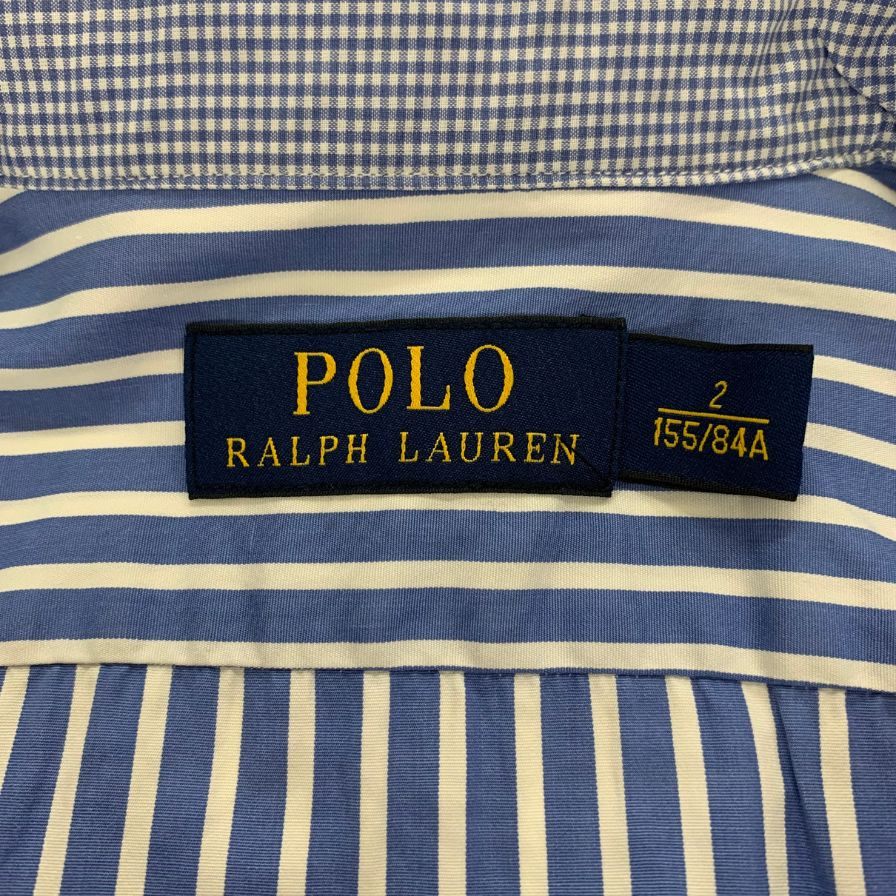 POLO
RALPH LAUREN
2
155/84A